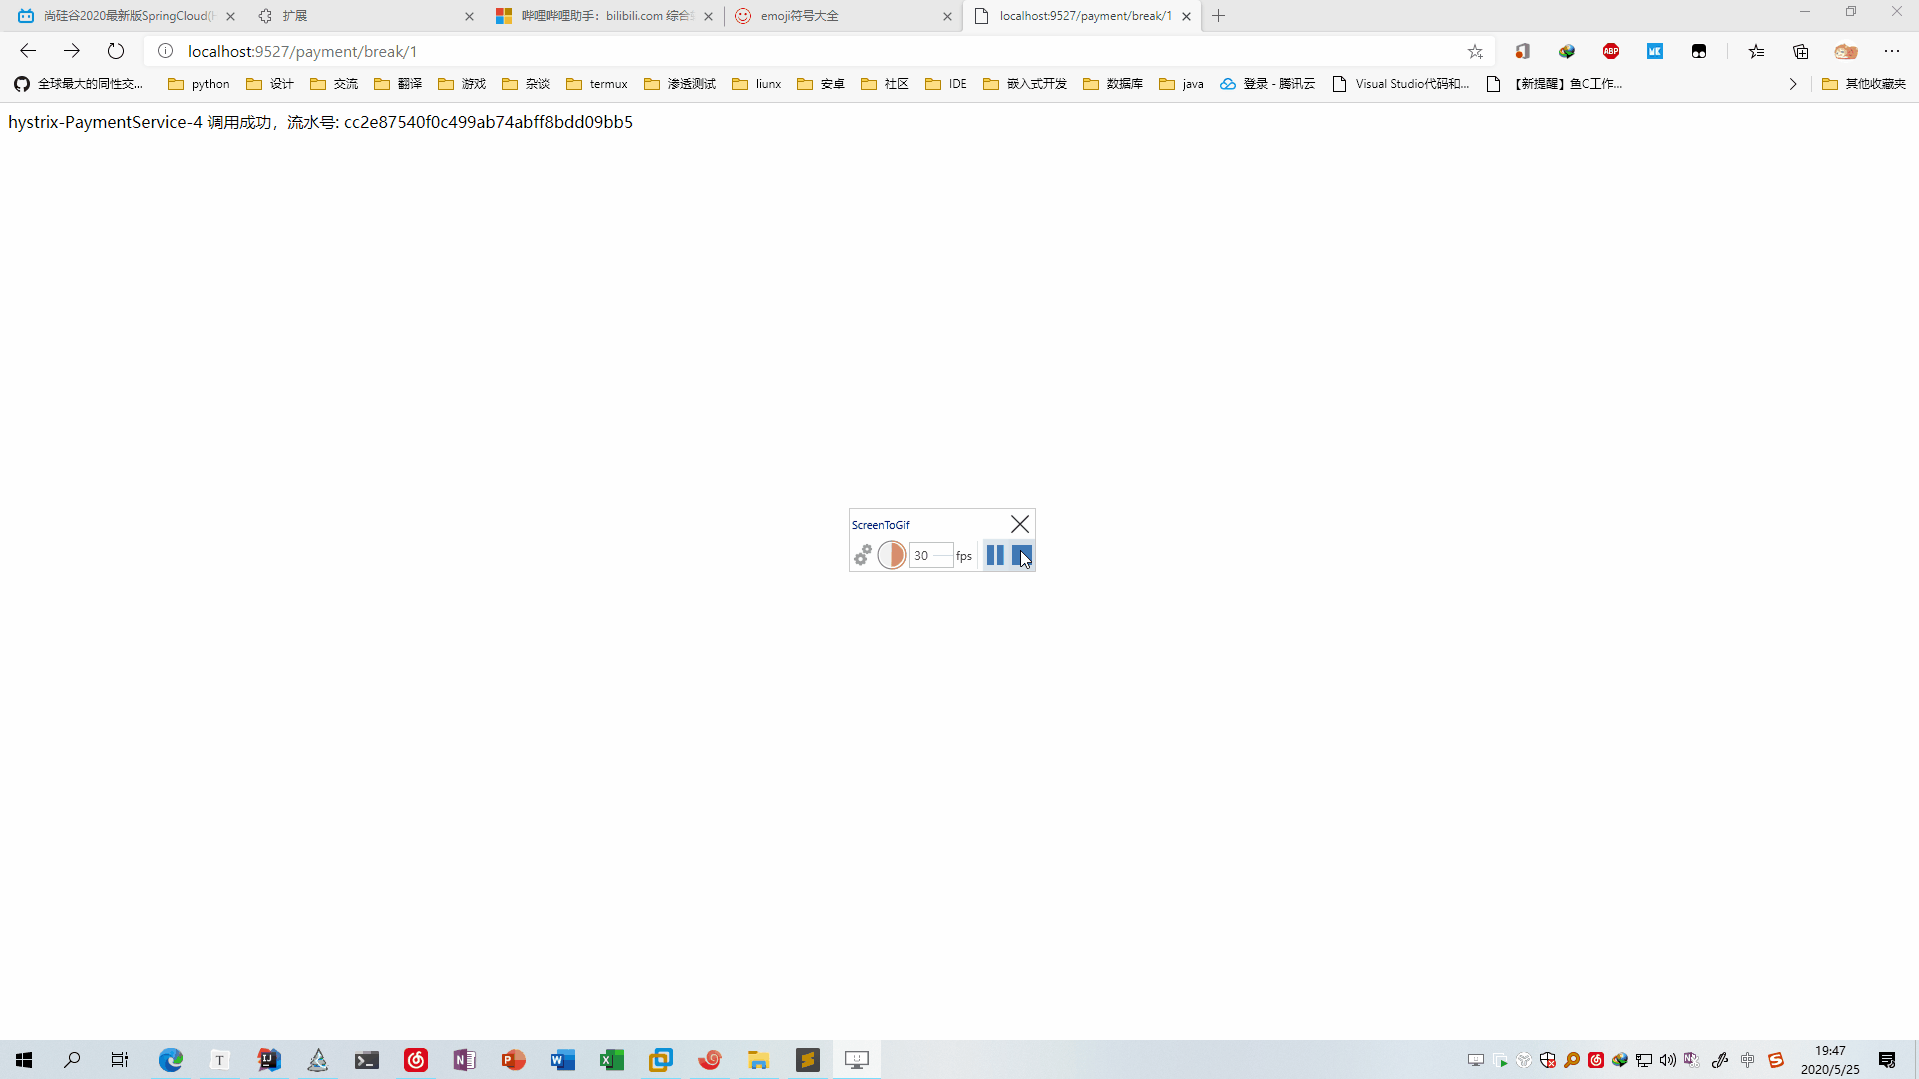 尚硅谷2020最新版SpringCloud(H
扩展
哔哩哔哩助手：bilibili.com 综合
emoji符号大全
localhost:9527/payment/break/1
localhost:9527/payment/break/1
ABP
全球最大的同性交...
python
设计
交流
翻译
游戏
杂谈
termux
渗透测试
liunx
安卓
社区
IDE
嵌入式开发
数据库
java
登录 - 腾讯云
Visual Studio代码和...
【新提醒】鱼C工作...
其他收藏夹
hystrix-PaymentService-4 调用成功，流水号: cc2e87540f0c499ab74abff8bdd09bb5
ScreenToGif
30 fps
中
19:47
2020/5/25